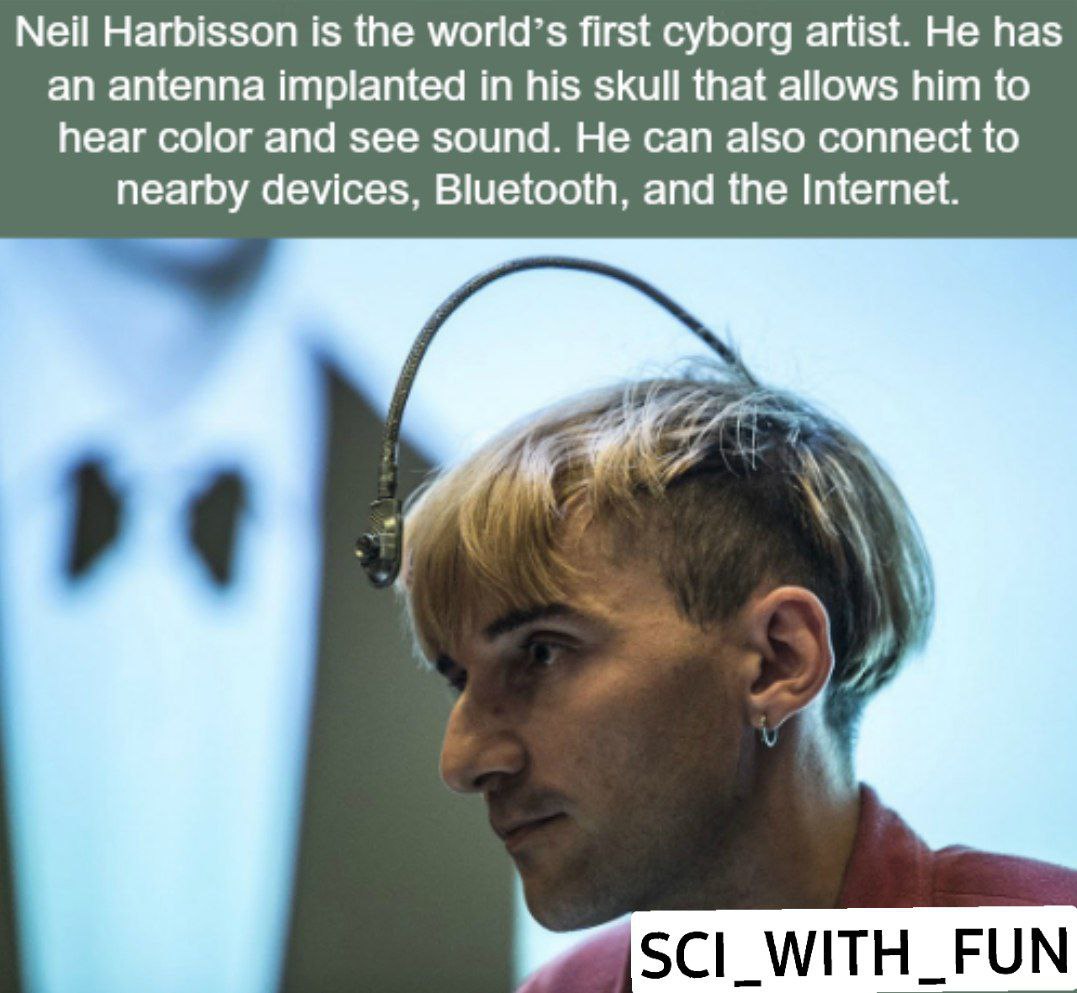 Neil Harbisson is the world’s first cyborg artist. He has
an antenna implanted in his skull that allows him to
hear color and see sound. He can also connect to
nearby devices, Bluetooth, and the Internet.
SCI_WITH_FUN